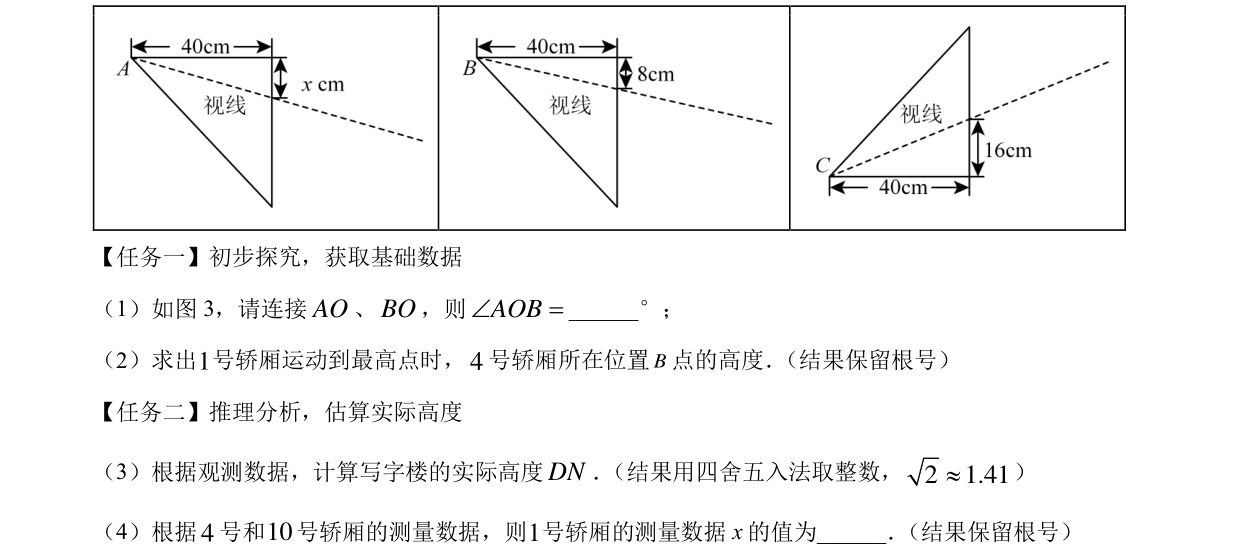 40cm
A
x cm
视线
40cm
B
8cm
视线
视线
C
16cm
40cm
【任务一】初步探究，获取基础数据
（1）如图 3，请连接 AO 、 BO ，则 ∠AOB = ______ ° ；
（2）求出1号轿厢运动到最高点时， 4 号轿厢所在位置 B 点的高度．（结果保留根号）
【任务二】推理分析，估算实际高度
（3）根据观测数据，计算写字楼的实际高度 DN ．（结果用四舍五入法取整数， √2 ≈1.41）
（4）根据 4 号和10 号轿厢的测量数据，则1号轿厢的测量数据 x 的值为______．（结果保留根号）